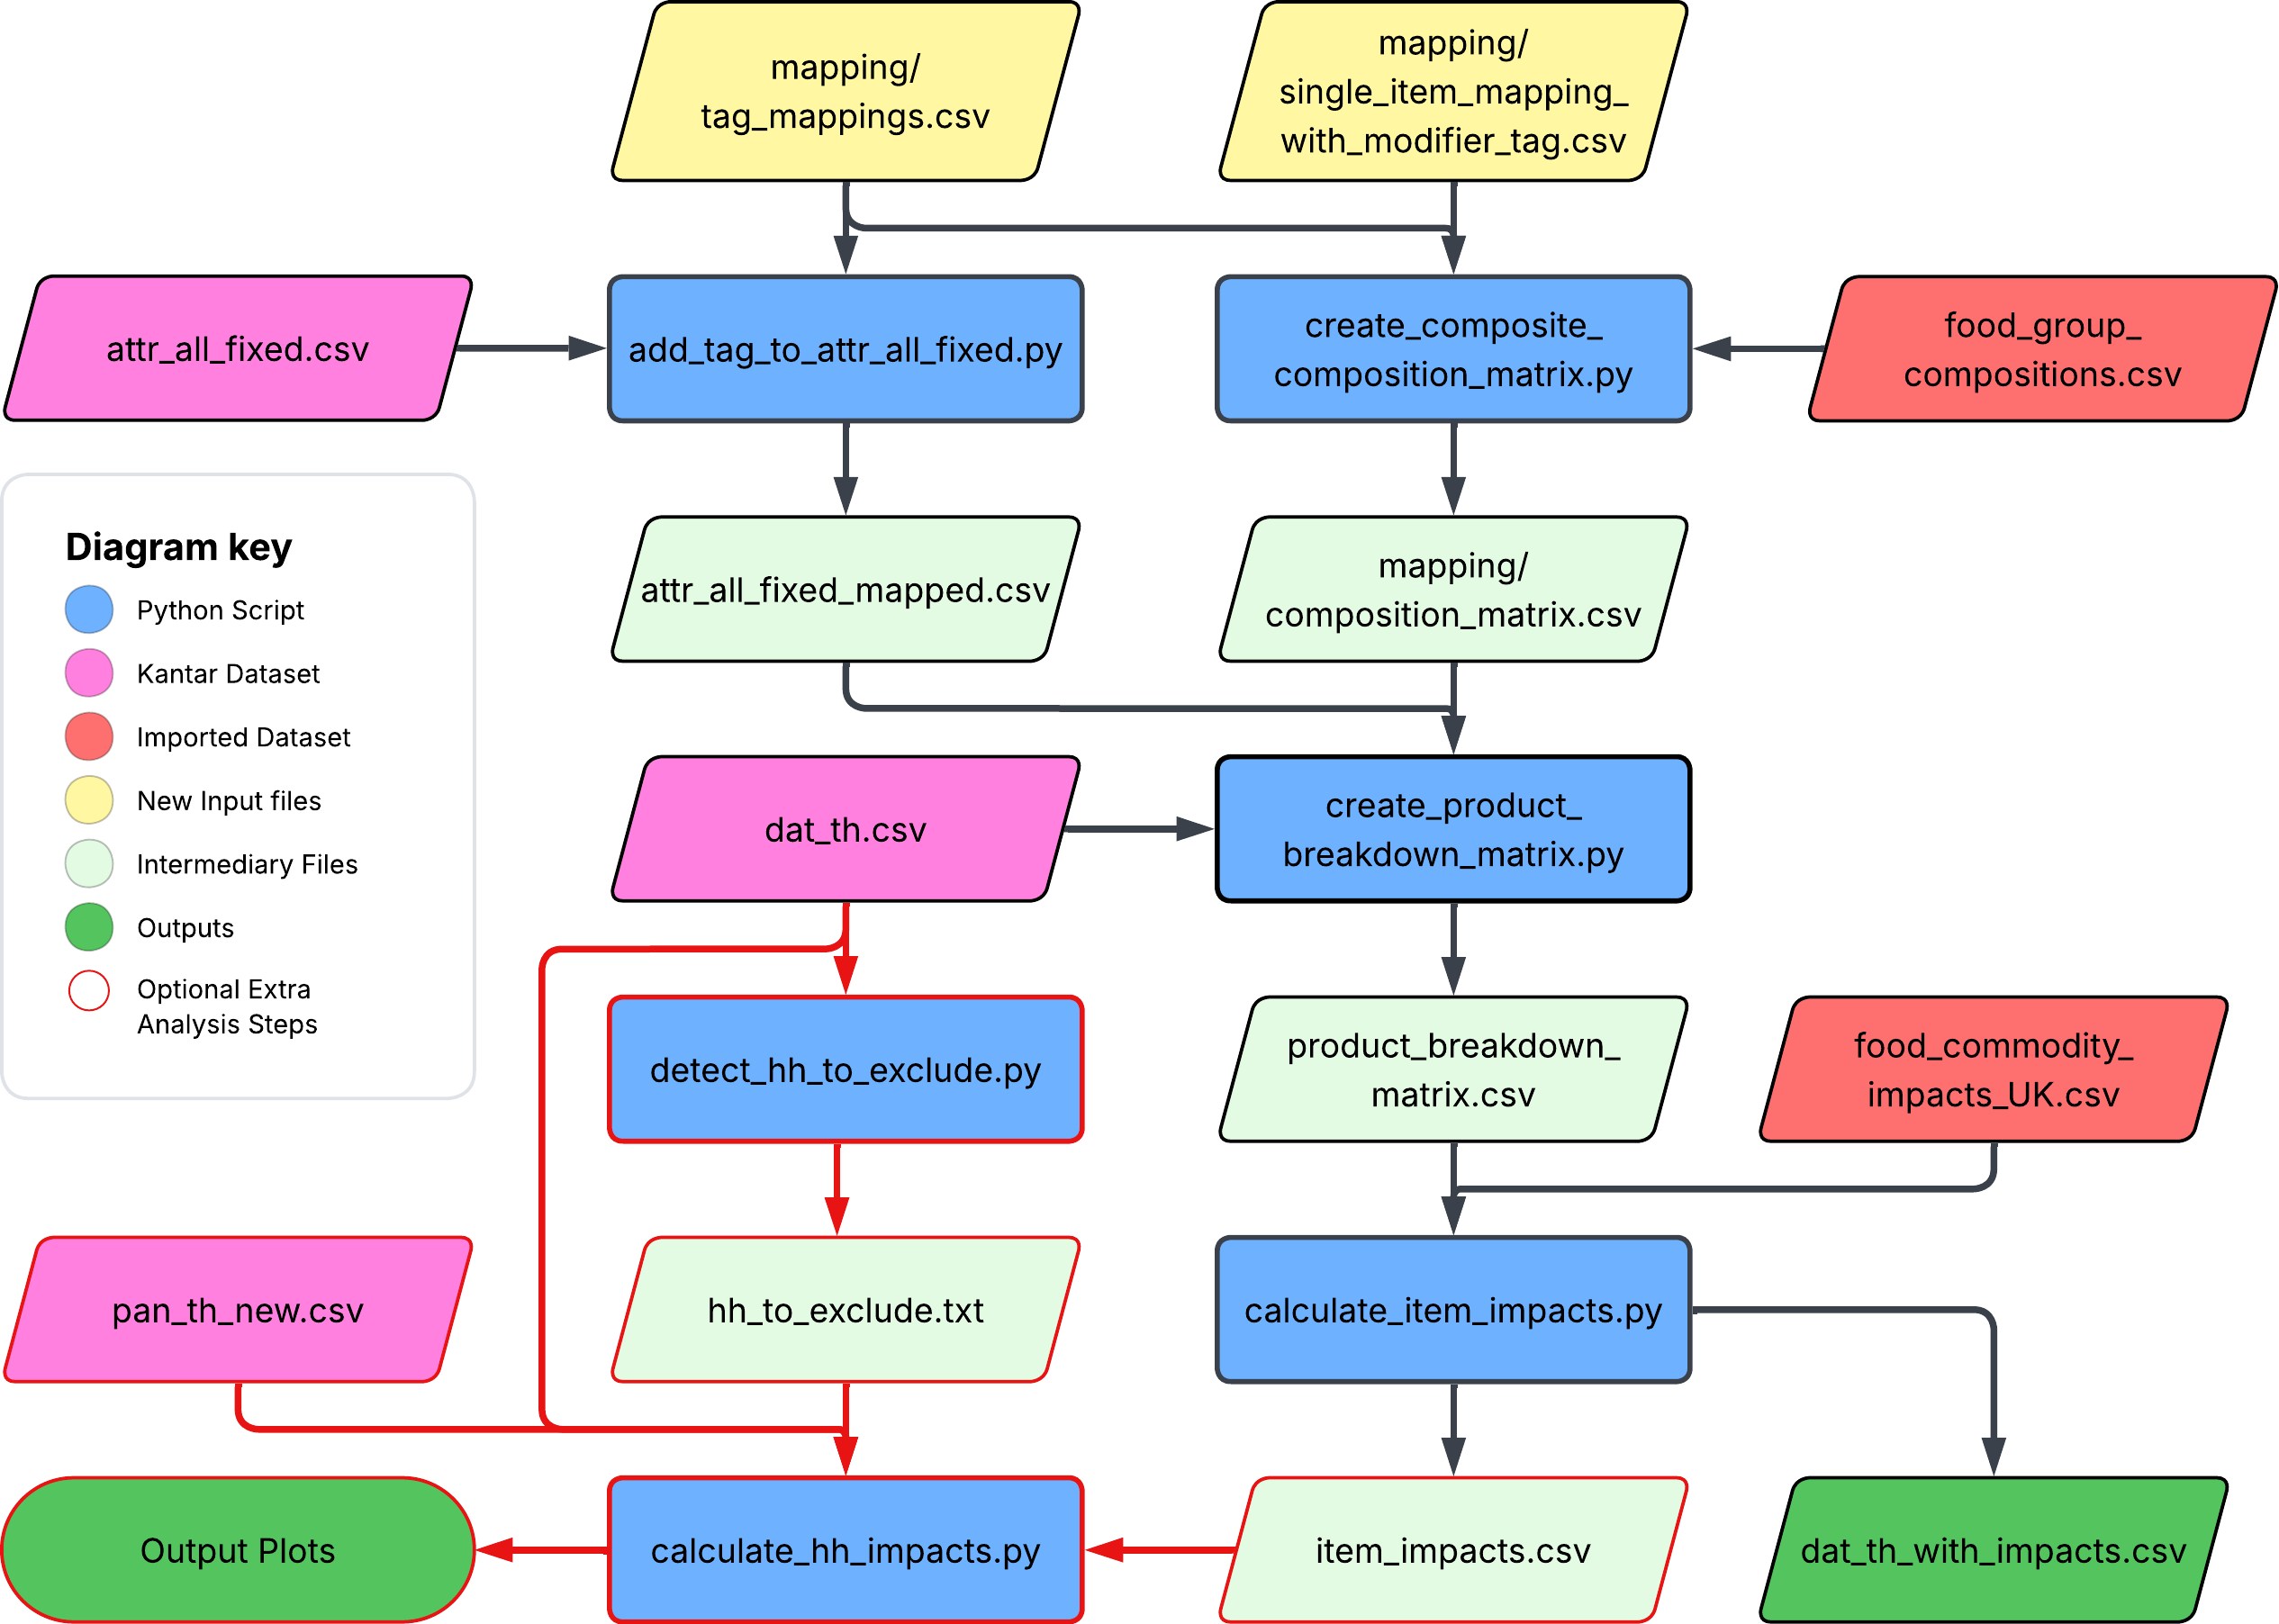 mapping/
tag_mappings.csv
mapping/
single_item_mapping_
with_modifier_tag.csv
attr_all_fixed.csv
add_tag_to_attr_all_fixed.py
create_composite_
composition_matrix.py
food_group_
compositions.csv
Diagram key
Python Script
Kantar Dataset
Imported Dataset
New Input files
Intermediary Files
Outputs
Optional Extra
Analysis Steps
attr_all_fixed_mapped.csv
mapping/
composition_matrix.csv
dat_th.csv
create_product_
breakdown_matrix.py
detect_hh_to_exclude.py
product_breakdown_
matrix.csv
food_commodity_
impacts_UK.csv
pan_th_new.csv
hh_to_exclude.txt
calculate_item_impacts.py
Output Plots
calculate_hh_impacts.py
item_impacts.csv
dat_th_with_impacts.csv